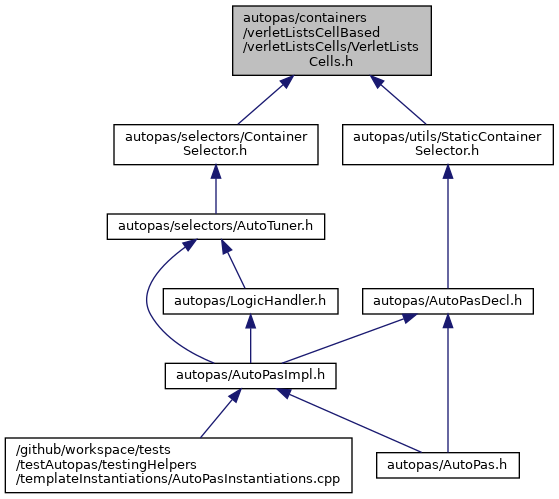 autopas/containers
/verletListsCellBased
/verletListsCells/VerletLists
Cells.h
autopas/selectors/Container
Selector.h
autopas/utils/StaticContainer
Selector.h
autopas/selectors/AutoTuner.h
autopas/LogicHandler.h
autopas/AutoPasDecl.h
autopas/AutoPasImpl.h
/github/workspace/tests
/testAutopas/testingHelpers
/templateInstantiations/AutoPasInstantiations.cpp
autopas/AutoPas.h